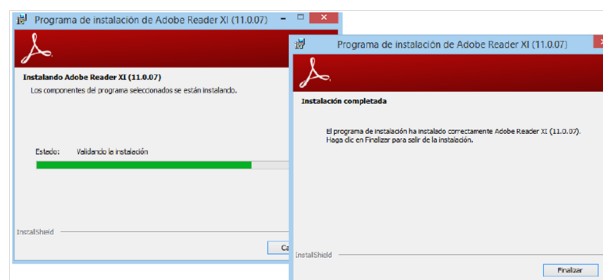 Programa de instalación de Adobe Reader XI (11.0.07)
Instalando Adobe Reader XI (11.0.07)
Los componentes del programa seleccionados se están instalando.
Estado: Validando la instalación
InstallShield
Ca
Programa de instalación de Adobe Reader XI (11.0.07)
Instalación completada
El programa de instalación ha instalado correctamente Adobe Reader XI (11.0.07).
Haga clic en Finalizar para salir de la instalación.
InstallShield
Finalizar